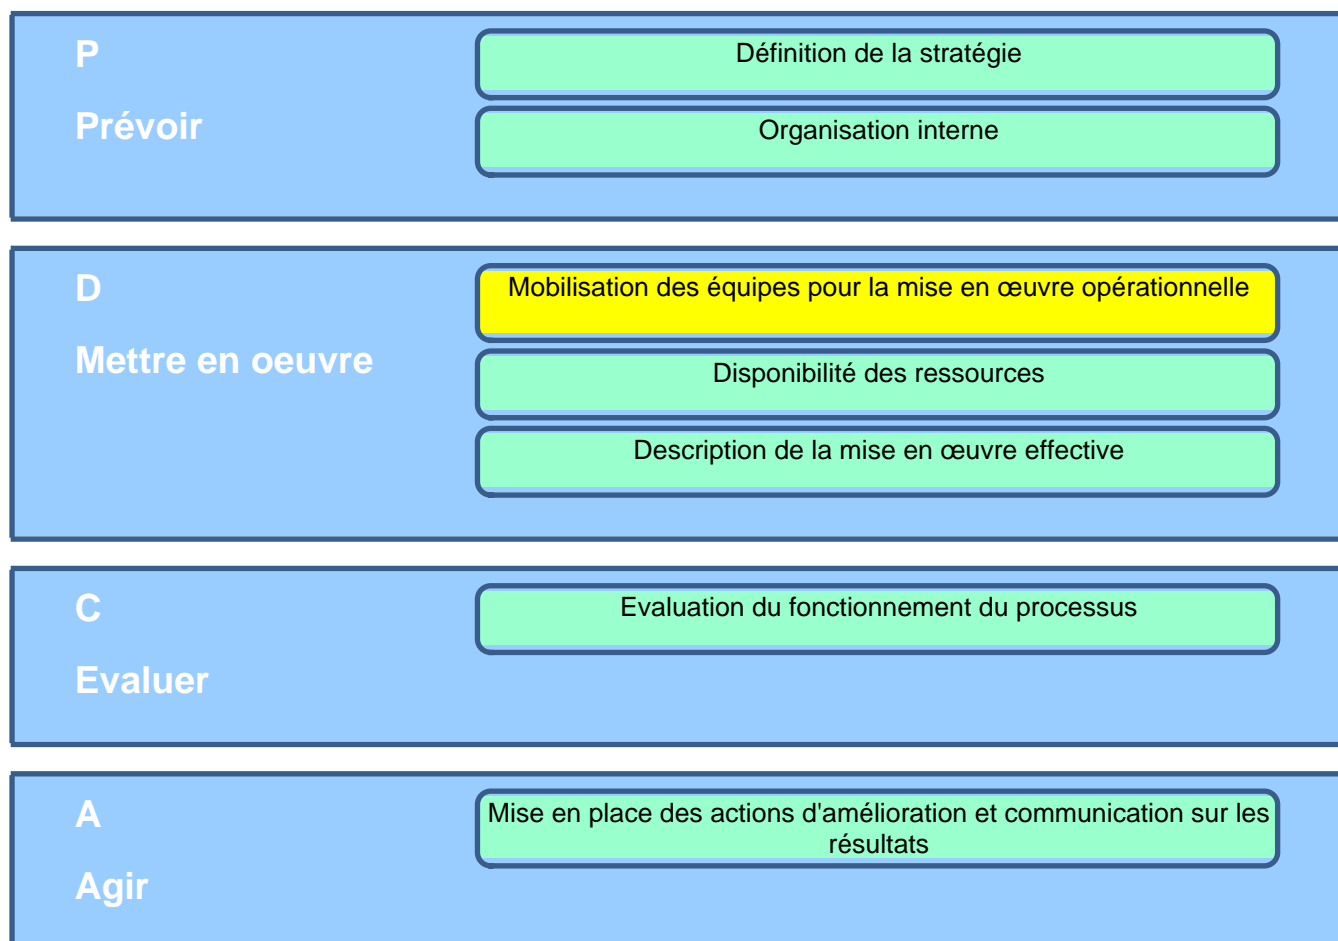 P
Prévoir
Définition de la stratégie
Organisation interne
D
Mettre en oeuvre
Mobilisation des équipes pour la mise en œuvre opérationnelle
Disponibilité des ressources
Description de la mise en œuvre effective
C
Evaluer
Evaluation du fonctionnement du processus
A
Agir
Mise en place des actions d'amélioration et communication sur les
résultats